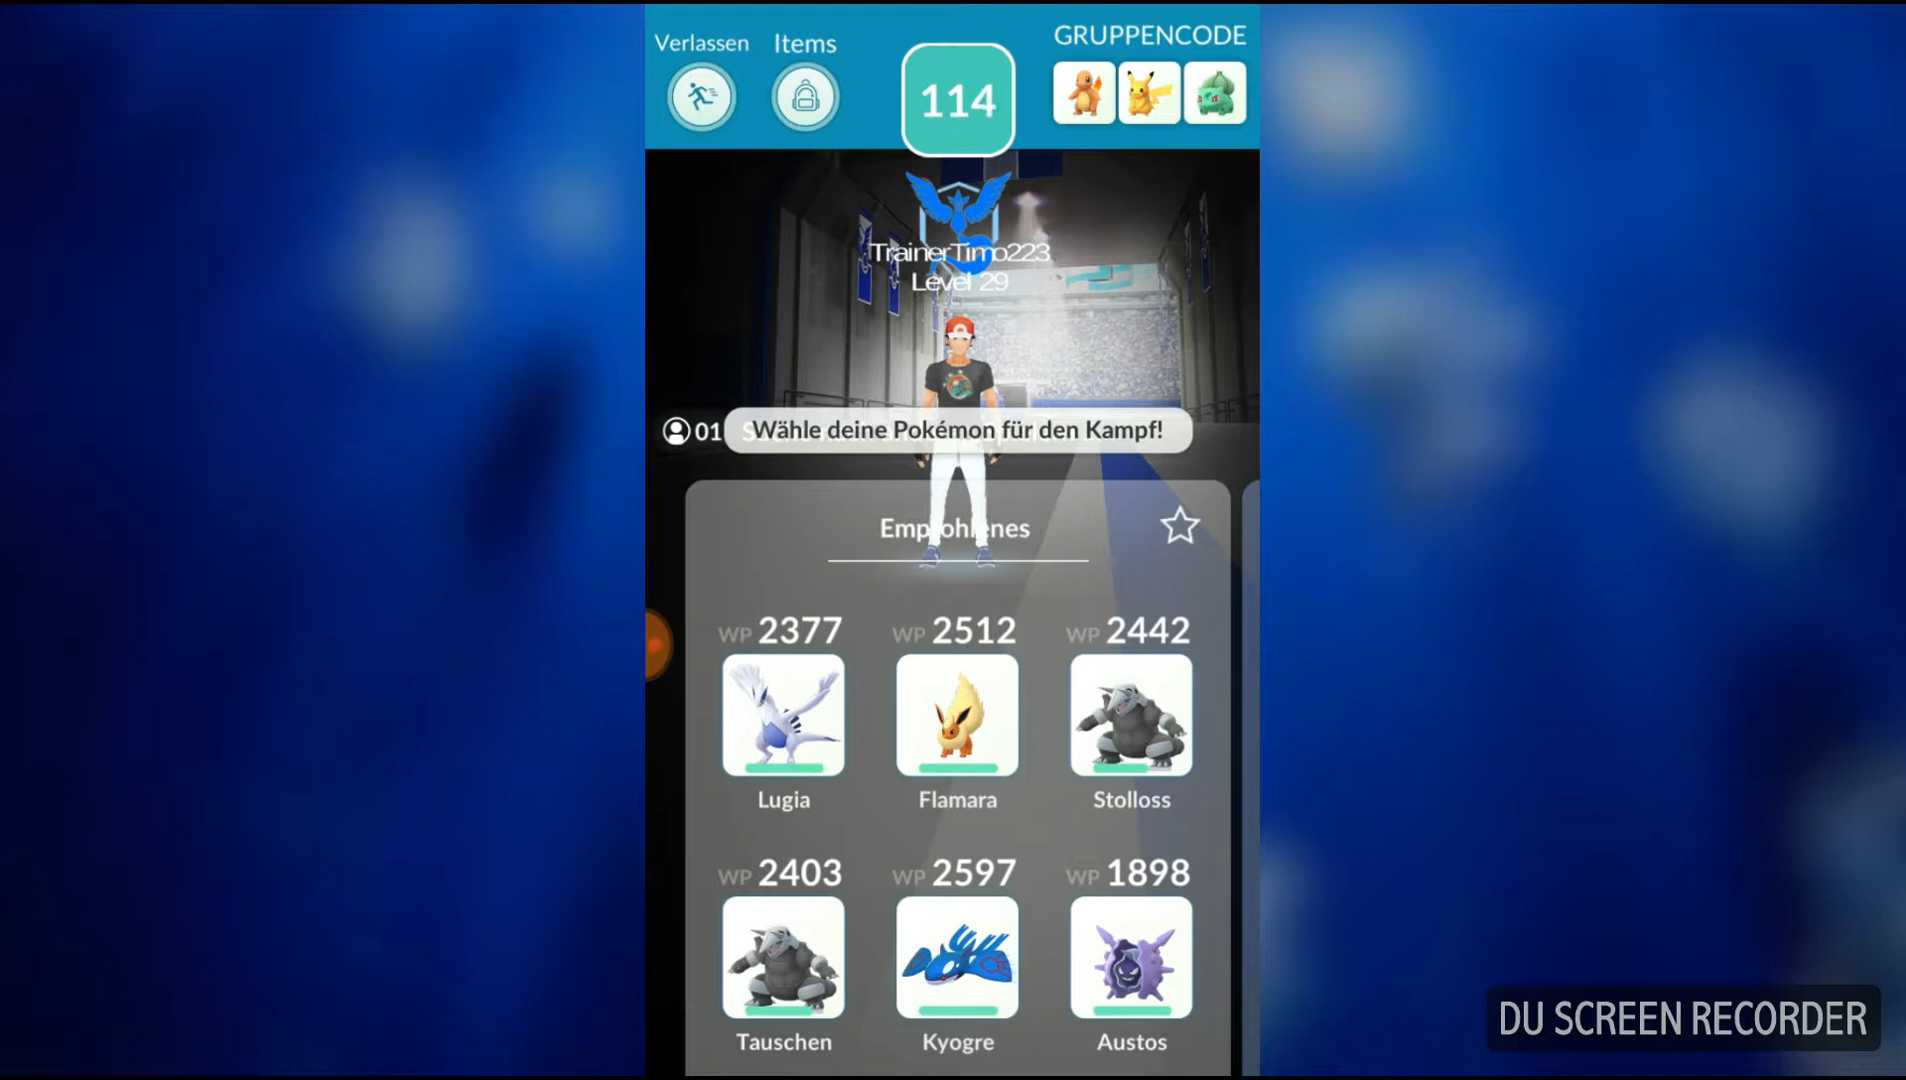 Verlassen Items
114
GRUPPENCODE
TrainerTimo223
Level 29
01
Wähle deine Pokémon für den Kampf!
Empfohlenes
WP 2377 WP 2512 WP 2442
Lugia Flamara Stolloss
WP 2403 WP 2597 WP 1898
Tauschen Kyogre Austos
DU SCREEN RECORDER